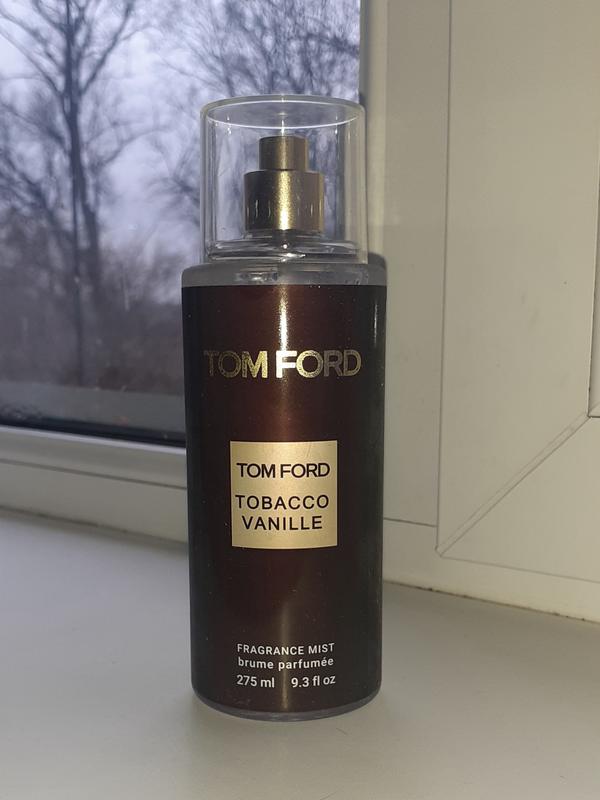 TOM FORD
TOM FORD
TOBACCO
VANILLE
FRAGRANCE MIST
brume parfumée
275 ml 9.3 fl oz